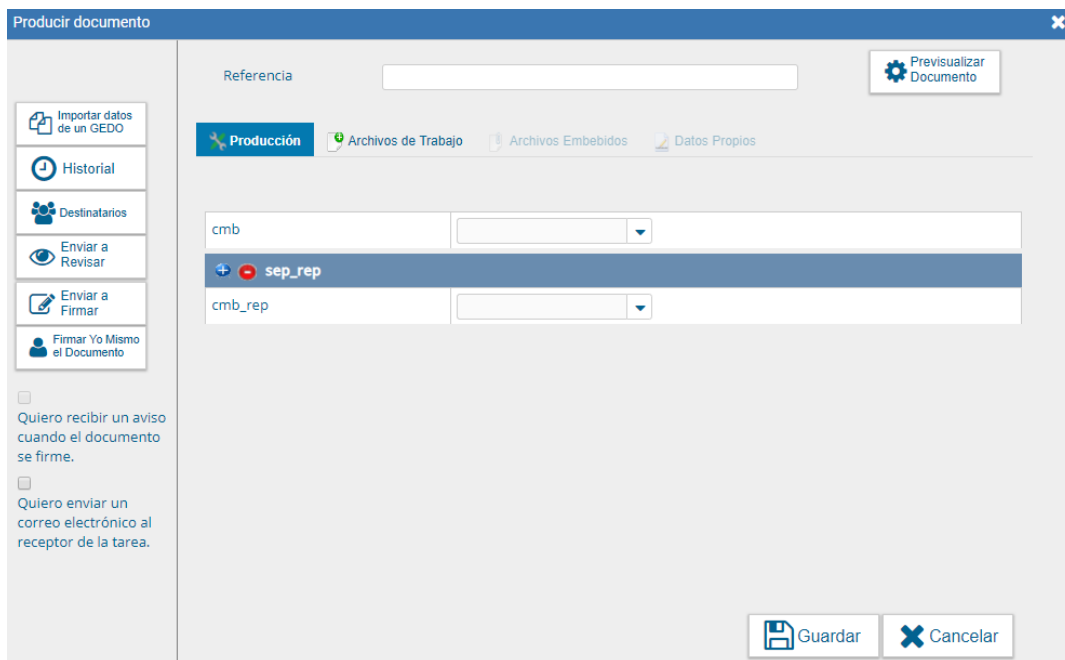 Producir documento
Referencia
Previsualizar
Documento
Importar datos
de un GEDO
Historial
Destinatarios
Enviar a
Revisar
Enviar a
Firmar
Firmar Yo Mismo
el Documento
Quiero recibir un aviso
cuando el documento
se firme.
Quiero enviar un
correo electrónico al
receptor de la tarea.
Producción
Archivos de Trabajo
Archivos Embebidos
Datos Propios
cmb
sep_rep
cmb_rep
Guardar
Cancelar